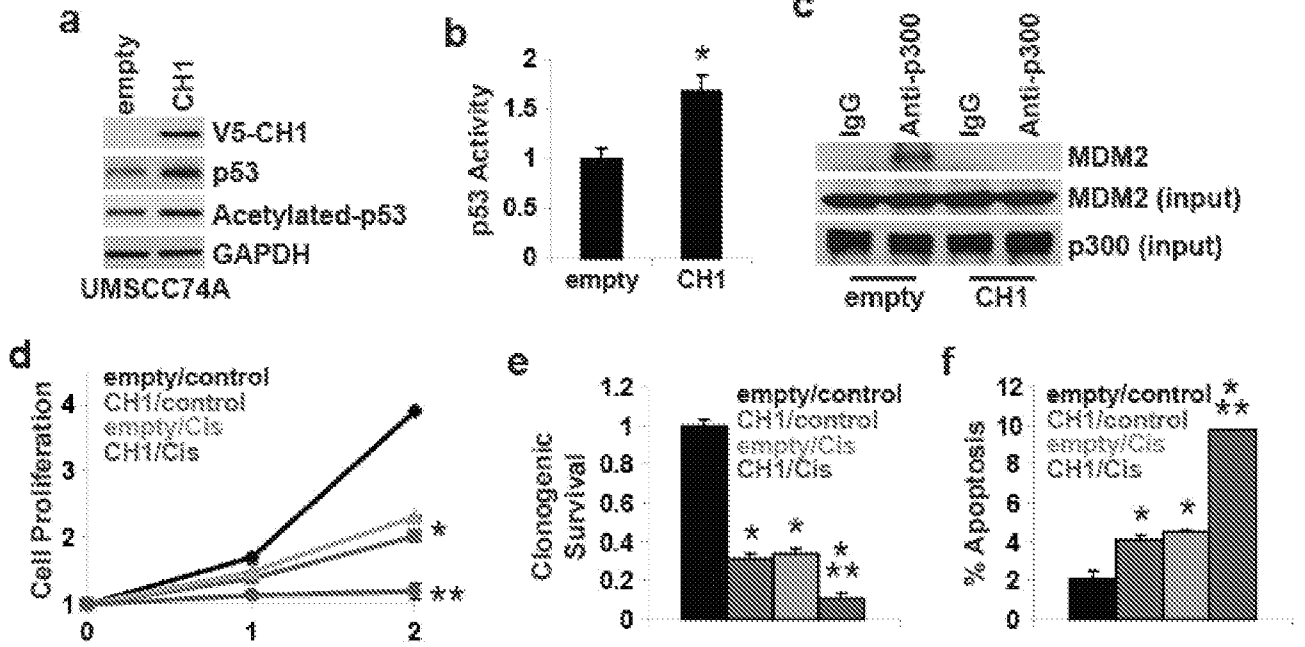 a
empty
CH1
V5-CH1
p53
Acetylated-p53
GAPDH
UMSCC74A
b
p53 Activity
2
1.5
1
0.5
0
*
empty
CH1
c
IgG
Anti-p300
IgG
Anti-p300
MDM2
MDM2 (input)
p300 (input)
empty
CH1
d
Cell Proliferation
4
3
2
1
empty/control
CH1/control
empty/Cis
CH1/Cis
*
**
0
1
2
e
Clonogenic
Survival
1.2
1
0.8
0.6
0.4
0.2
0
empty/control
CH1/control
empty/Cis
CH1/Cis
*
*
*
**
f
% Apoptosis
12
10
8
6
4
2
0
empty/control
CH1/control
empty/Cis
CH1/Cis
*
*
*
**